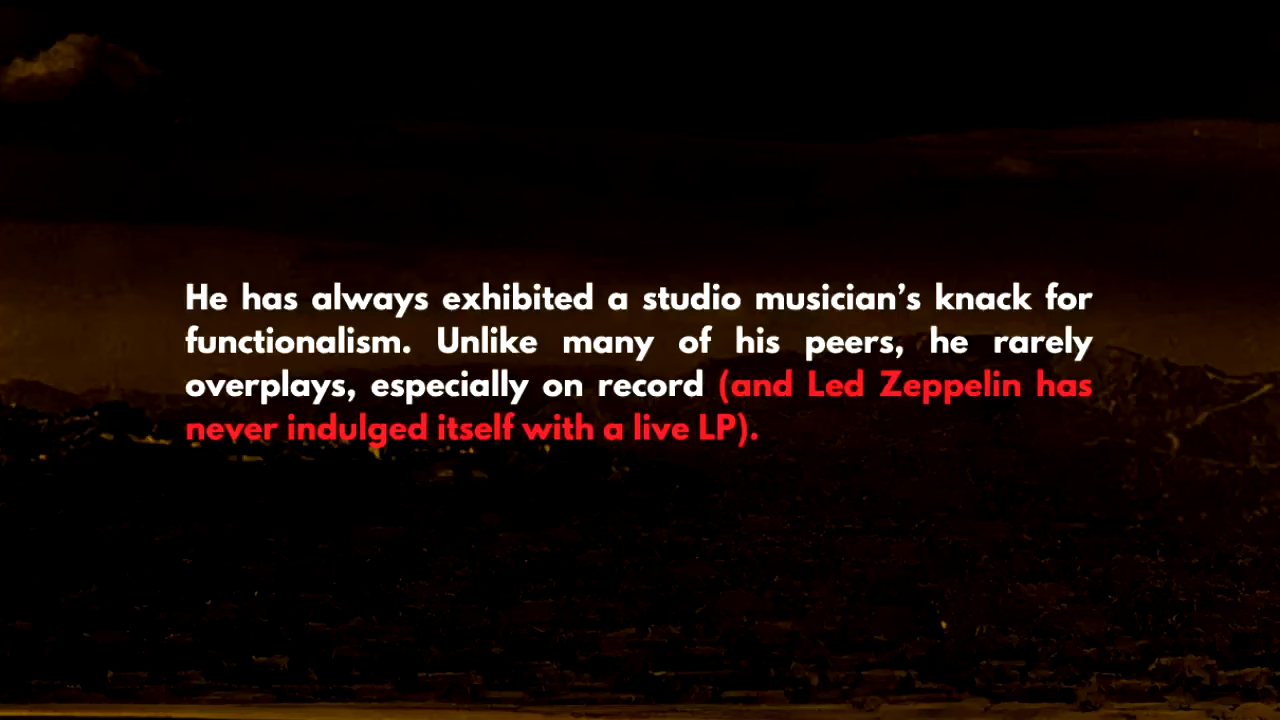 He has always exhibited a studio musician’s knack for
functionalism. Unlike many of his peers, he rarely
overplays, especially on record (and Led Zeppelin has
never indulged itself with a live LP).